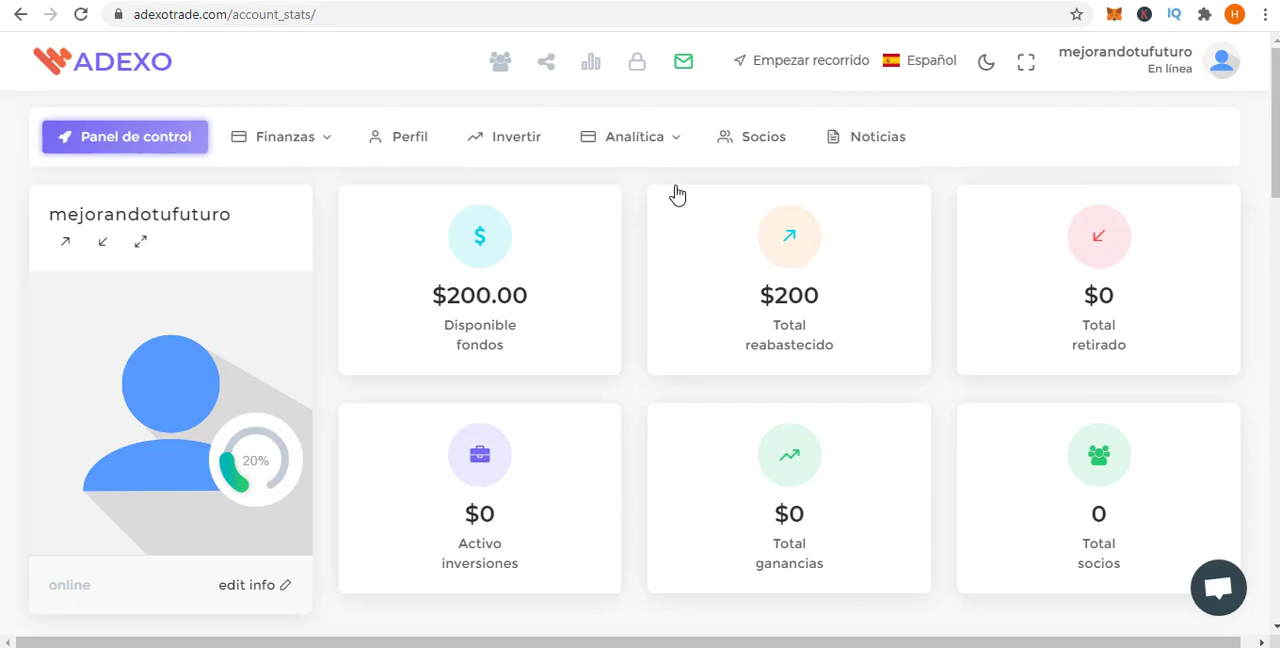 adexotrade.com/account_stats/
K
IQ
H
ADEXO
Empezar recorrido
Español
mejorandotufuturo
En línea
Panel de control
Finanzas
Perfil
Invertir
Analítica
Socios
Noticias
mejorandotufuturo
20%
online
edit info
$
$200.00
Disponible
fondos
$200
Total
reabastecido
$0
Total
retirado
$0
Activo
inversiones
$0
Total
ganancias
0
Total
socios